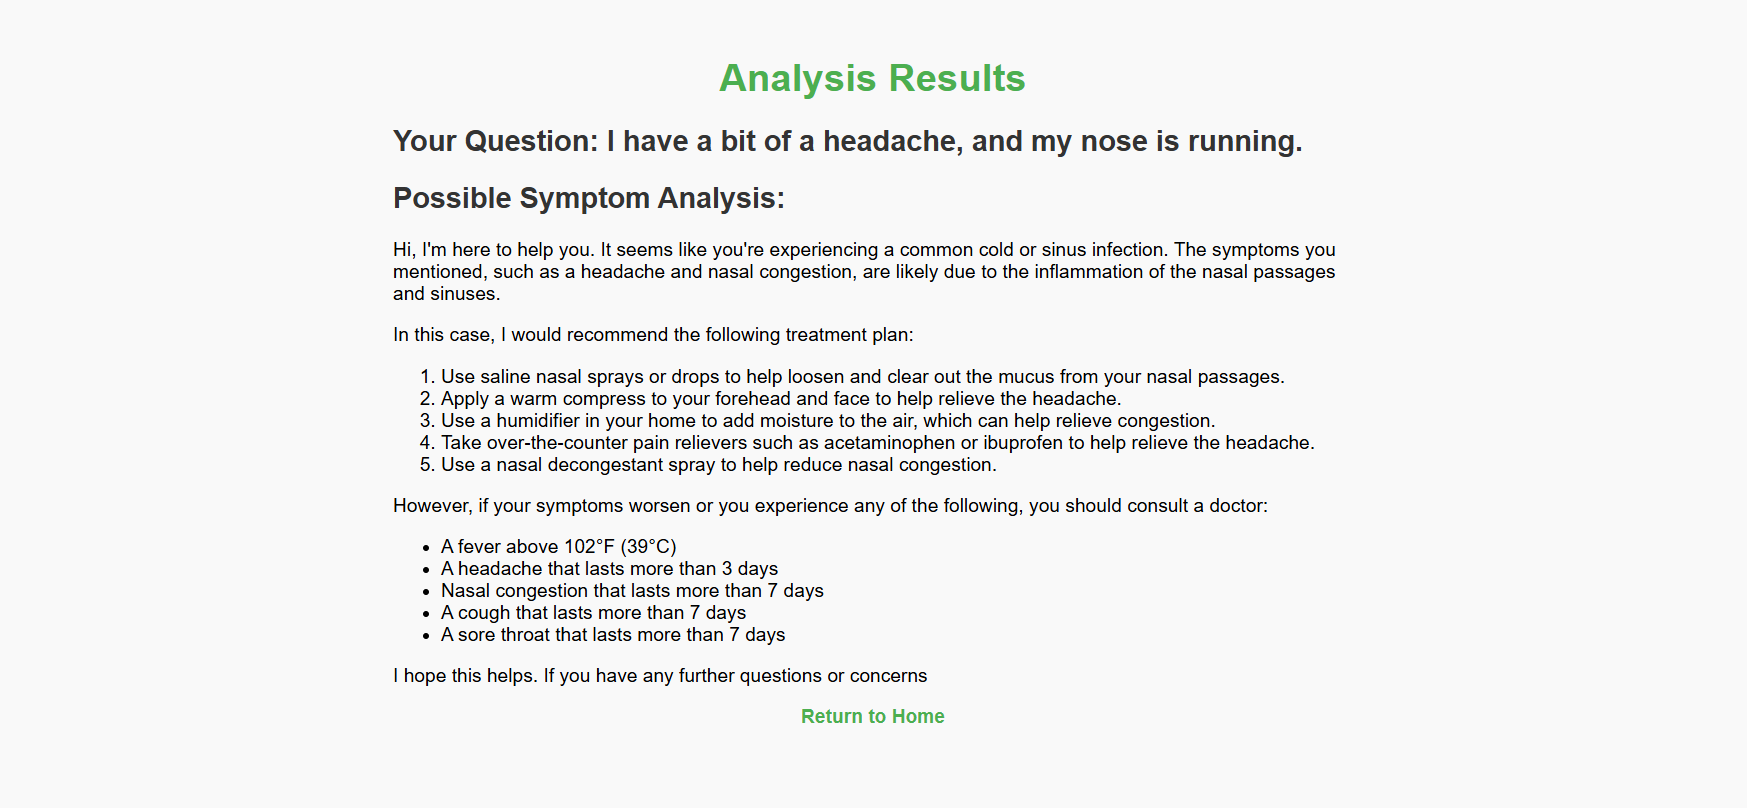 Analysis Results
Your Question: I have a bit of a headache, and my nose is running.
Possible Symptom Analysis:
Hi, I'm here to help you. It seems like you're experiencing a common cold or sinus infection. The symptoms you
mentioned, such as a headache and nasal congestion, are likely due to the inflammation of the nasal passages
and sinuses.
In this case, I would recommend the following treatment plan:
1. Use saline nasal sprays or drops to help loosen and clear out the mucus from your nasal passages.
2. Apply a warm compress to your forehead and face to help relieve the headache.
3. Use a humidifier in your home to add moisture to the air, which can help relieve congestion.
4. Take over-the-counter pain relievers such as acetaminophen or ibuprofen to help relieve the headache.
5. Use a nasal decongestant spray to help reduce nasal congestion.
However, if your symptoms worsen or you experience any of the following, you should consult a doctor:
• A fever above 102°F (39°C)
• A headache that lasts more than 3 days
• Nasal congestion that lasts more than 7 days
• A cough that lasts more than 7 days
• A sore throat that lasts more than 7 days
I hope this helps. If you have any further questions or concerns
Return to Home